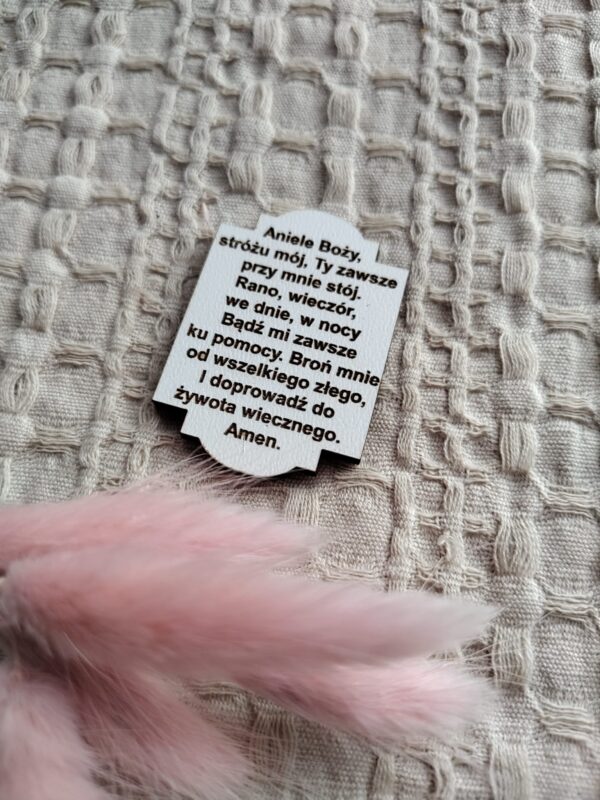 Aniele Boży,
stróżu mój, Ty zawsze
przy mnie stój.
Rano, wieczór,
we dnie, w nocy
Bądź mi zawsze
ku pomocy. Broń mnie
od wszelkiego złego,
I doprowadź do
żywota więcznego.
Amen.